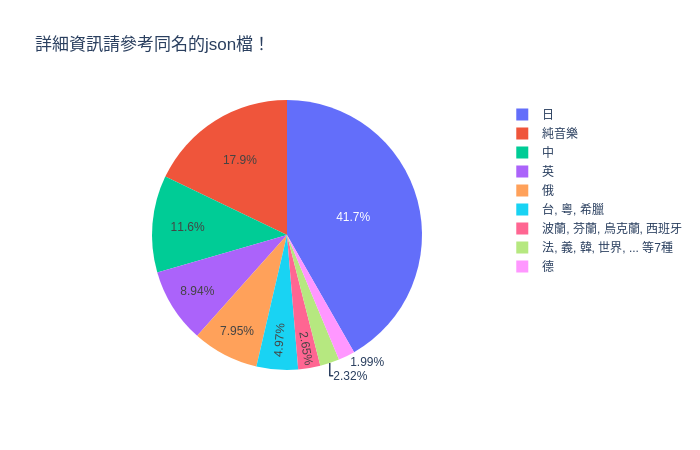 詳細資訊請參考同名的json檔！
17.9%
41.7%
11.6%
8.94%
7.95%
4.97%
2.65%
2.32%
1.99%
日
純音樂
中
英
俄
台, 粵, 希臘
波蘭, 芬蘭, 烏克蘭, 西班牙
法, 義, 韓, 世界, ... 等7種
德